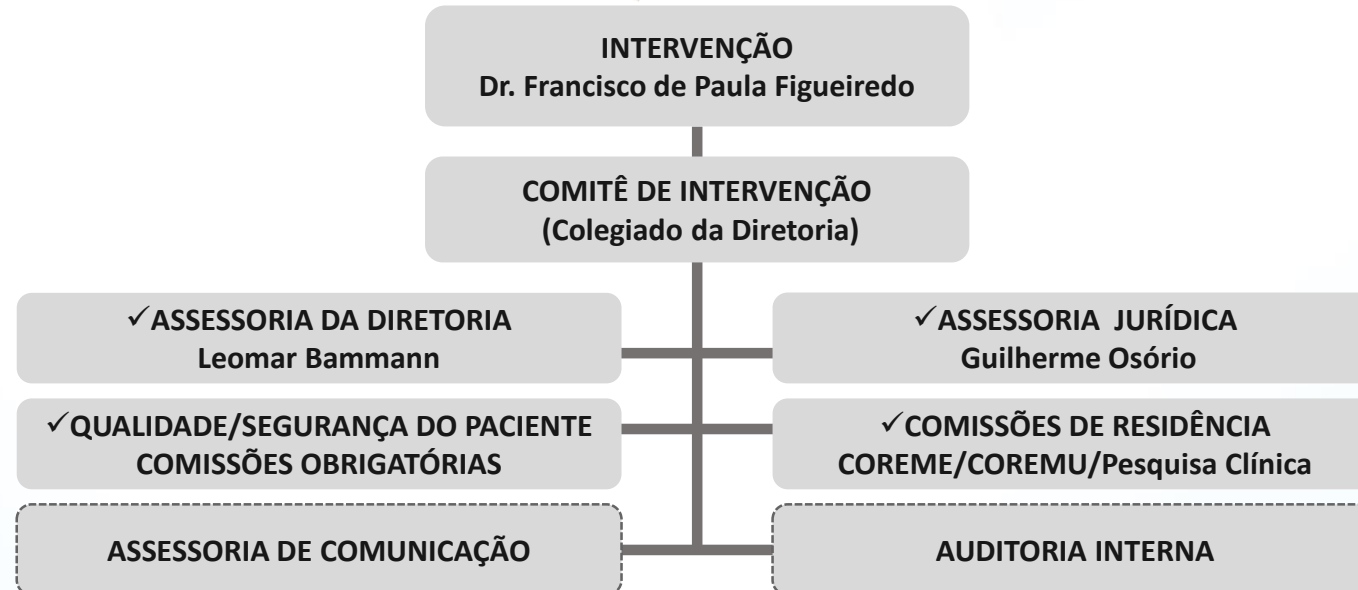 INTERVENÇÃO
Dr. Francisco de Paula Figueiredo
COMITÊ DE INTERVENÇÃO
(Colegiado da Diretoria)
✓ASSESSORIA DA DIRETORIA
Leomar Bammann
✓ASSESSORIA JURÍDICA
Guilherme Osório
✓QUALIDADE/SEGURANÇA DO PACIENTE
COMISSÕES OBRIGATÓRIAS
✓COMISSÕES DE RESIDÊNCIA
COREME/COREMU/Pesquisa Clínica
ASSESSORIA DE COMUNICAÇÃO
AUDITORIA INTERNA